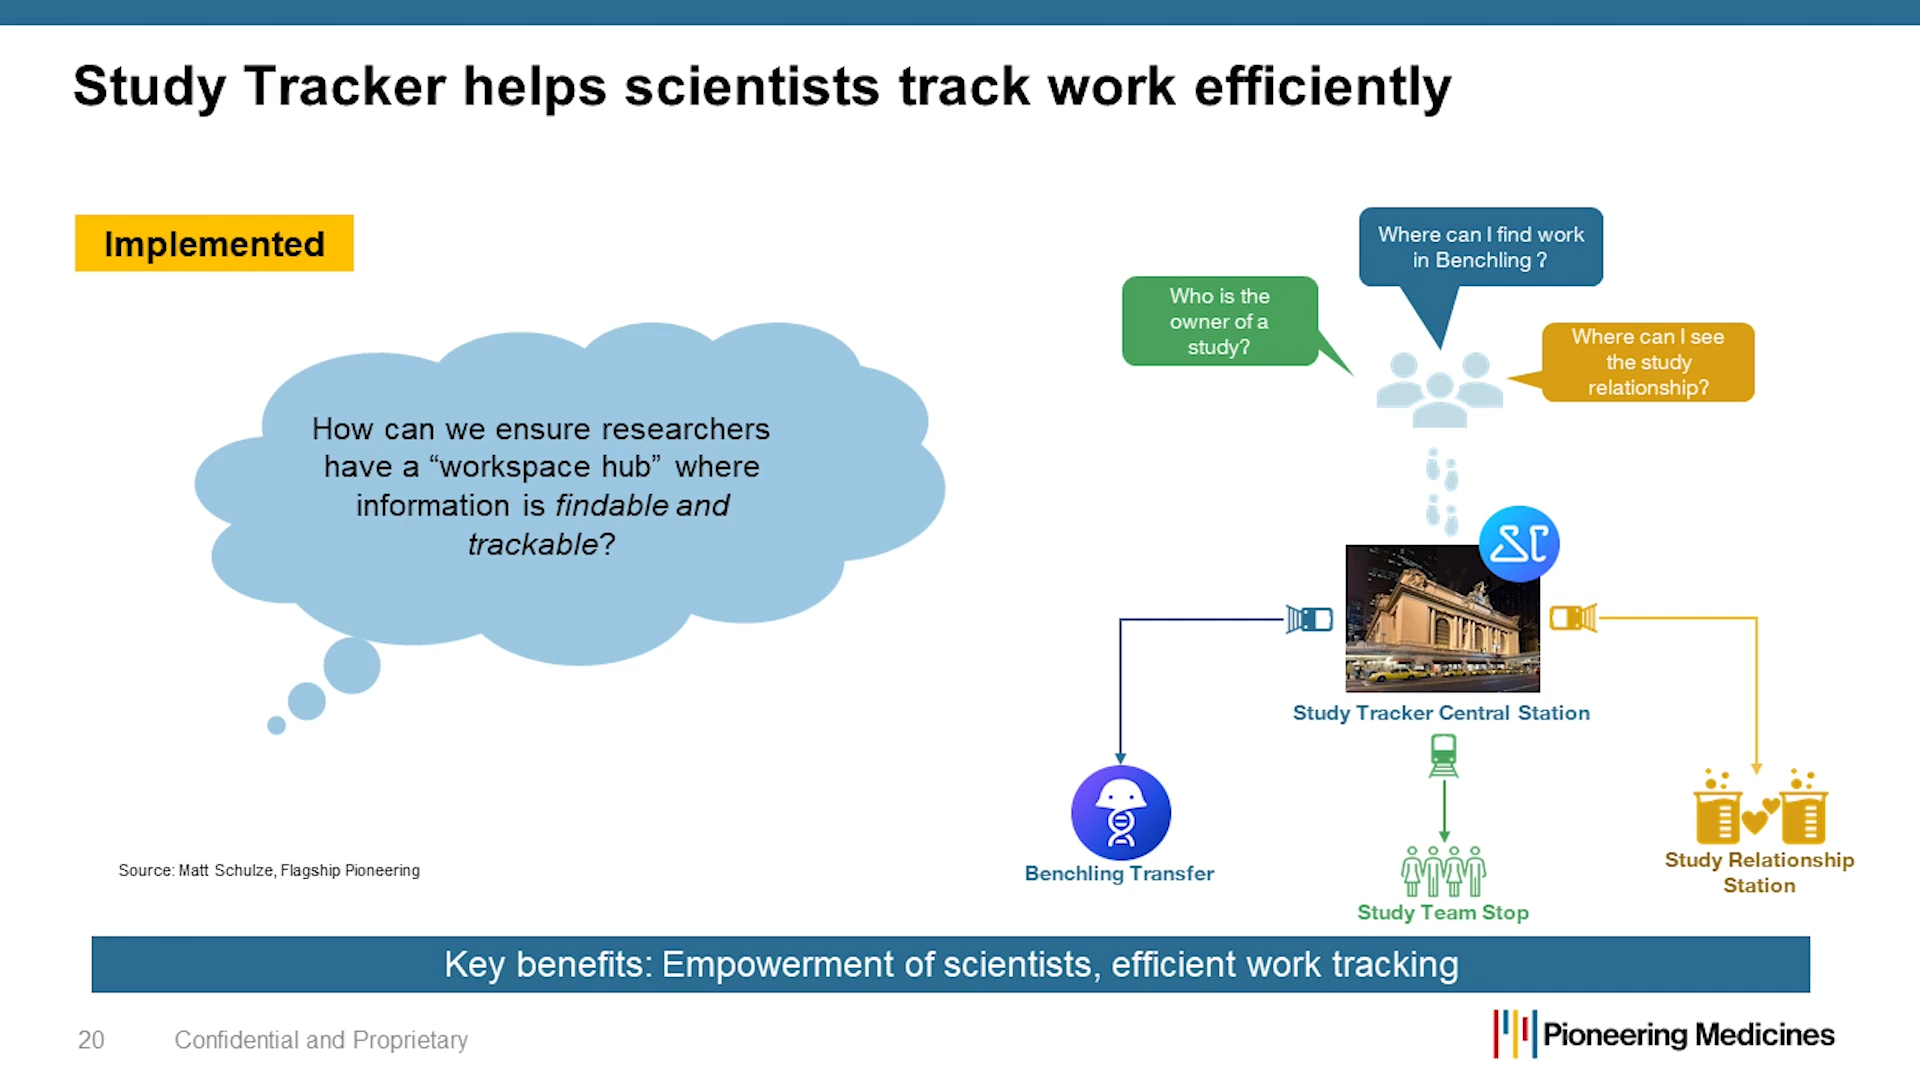 Study Tracker helps scientists track work efficiently
Implemented
How can we ensure researchers
have a “workspace hub” where
information is findable and
trackable?
Where can I find work
in Benchling ?
Who is the
owner of a
study?
Where can I see
the study
relationship?
Study Tracker Central Station
Benchling Transfer
Study Team Stop
Study Relationship
Station
Source: Matt Schulze, Flagship Pioneering
Key benefits: Empowerment of scientists, efficient work tracking
20
Confidential and Proprietary
Pioneering Medicines